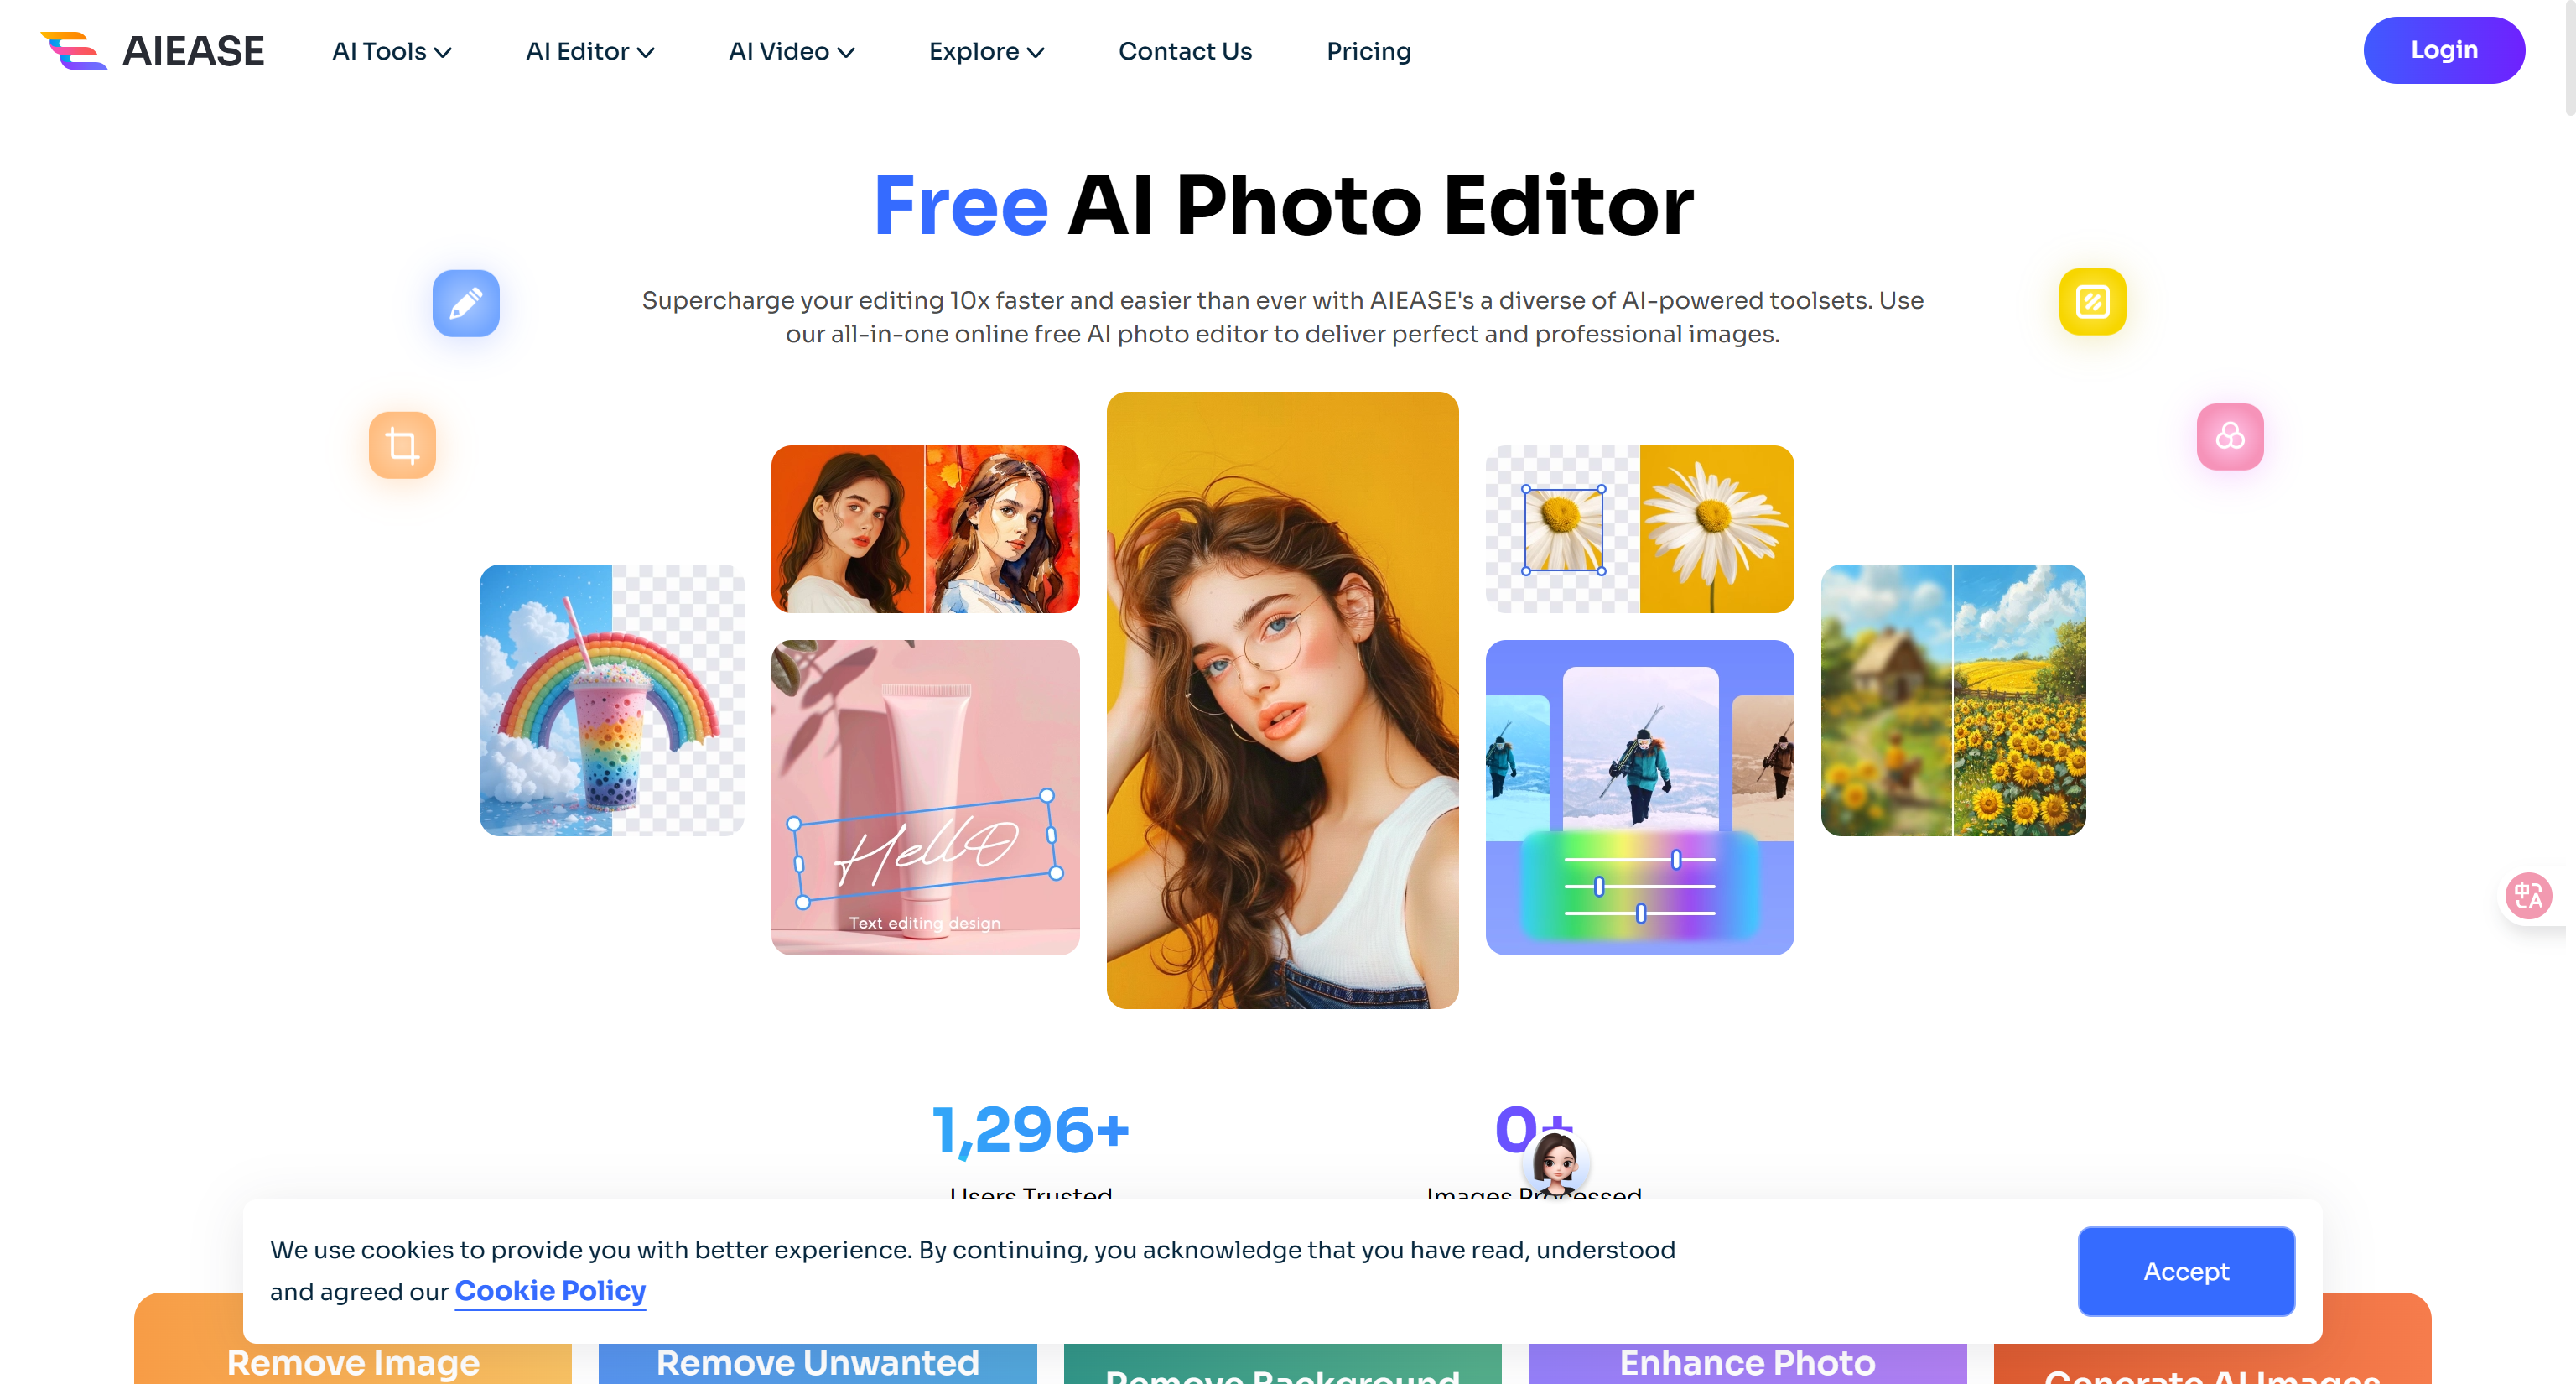 AIEASE
AI Tools
AI Editor
AI Video
Explore
Contact Us
Pricing
Login
Free AI Photo Editor
Supercharge your editing 10x faster and easier than ever with AIEASE's a diverse of AI-powered toolsets. Use
our all-in-one online free AI photo editor to deliver perfect and professional images.
HellO
Text editing design
中A
1,296+
0+
Users Trusted
Images Processed
We use cookies to provide you with better experience. By continuing, you acknowledge that you have read, understood
and agreed our Cookie Policy
Accept
Remove Image
Remove Unwanted
Remove Background
Enhance Photo
Generate AI Images